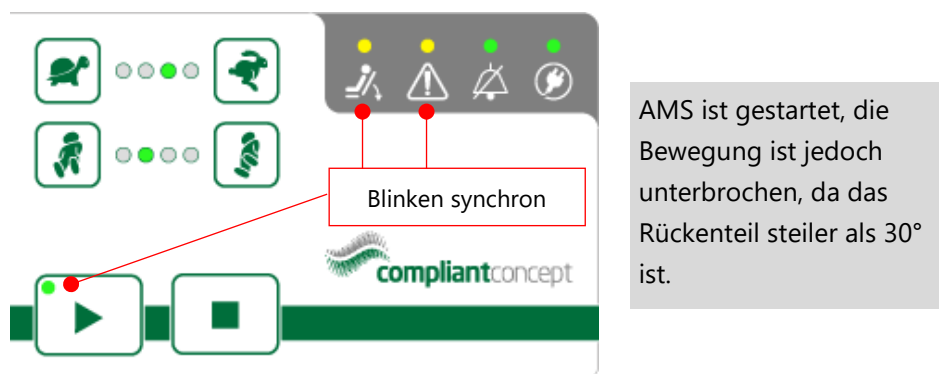 AMS ist gestartet, die
Bewegung ist jedoch
unterbrochen, da das
Rückenteil steiler als 30°
ist.
Blinken synchron
compliantconcept